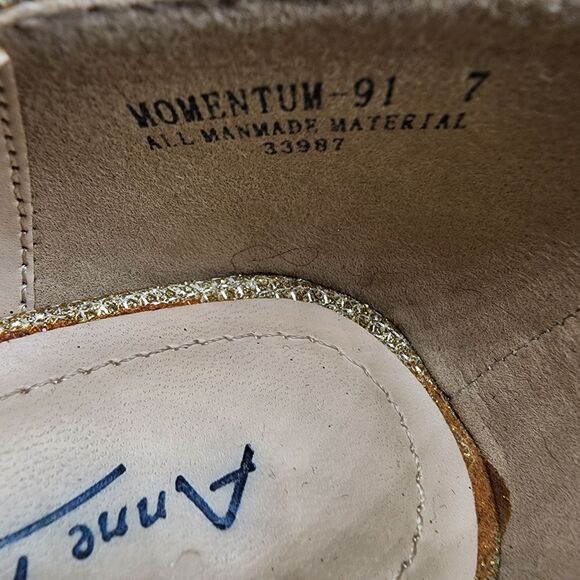 MOMENTUM-91 7
ALL MANMADE MATERIAL
33987
Anne